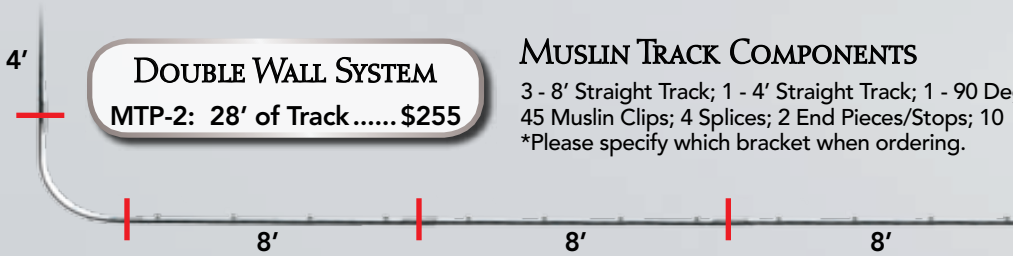 4′
DOUBLE WALL SYSTEM
MTP-2: 28′ of Track ...... $255
MUSLIN TRACK COMPONENTS
3 - 8′ Straight Track; 1 - 4′ Straight Track; 1 - 90
45 Muslin Clips; 4 Splices; 2 End Pieces/Stops; 10
*Please specify which bracket when ordering.
8′ 8′ 8′